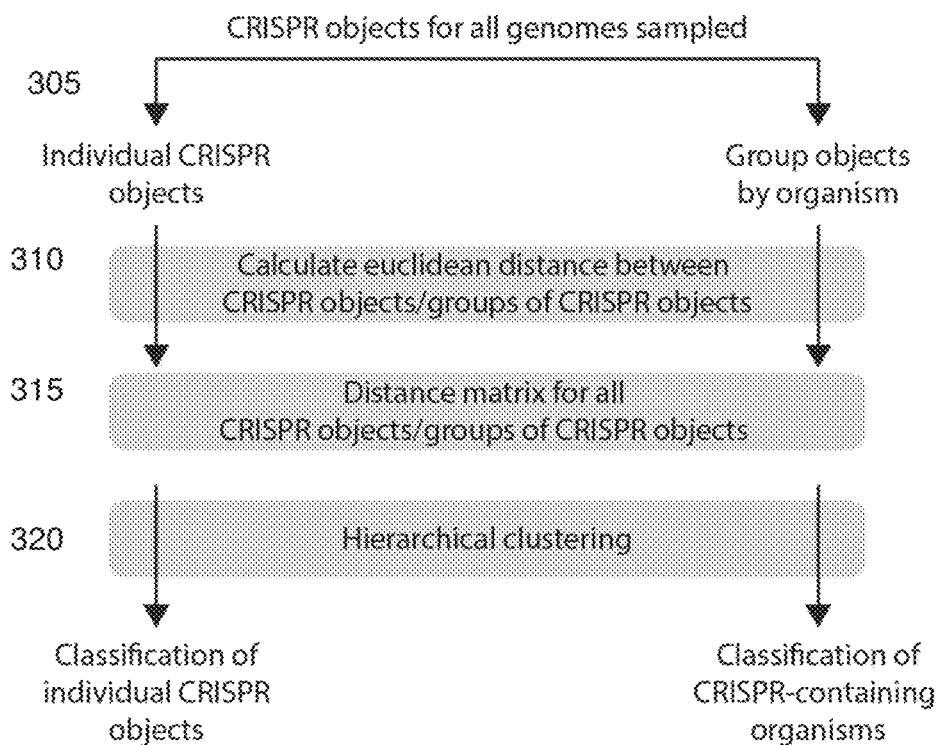 CRISPR objects for all genomes sampled
305
Individual CRISPR
objects
Group objects
by organism
310
Calculate euclidean distance between
CRISPR objects/groups of CRISPR objects
315
Distance matrix for all
CRISPR objects/groups of CRISPR objects
320
Hierarchical clustering
Classification of
individual CRISPR
objects
Classification of
CRISPR-containing
organisms